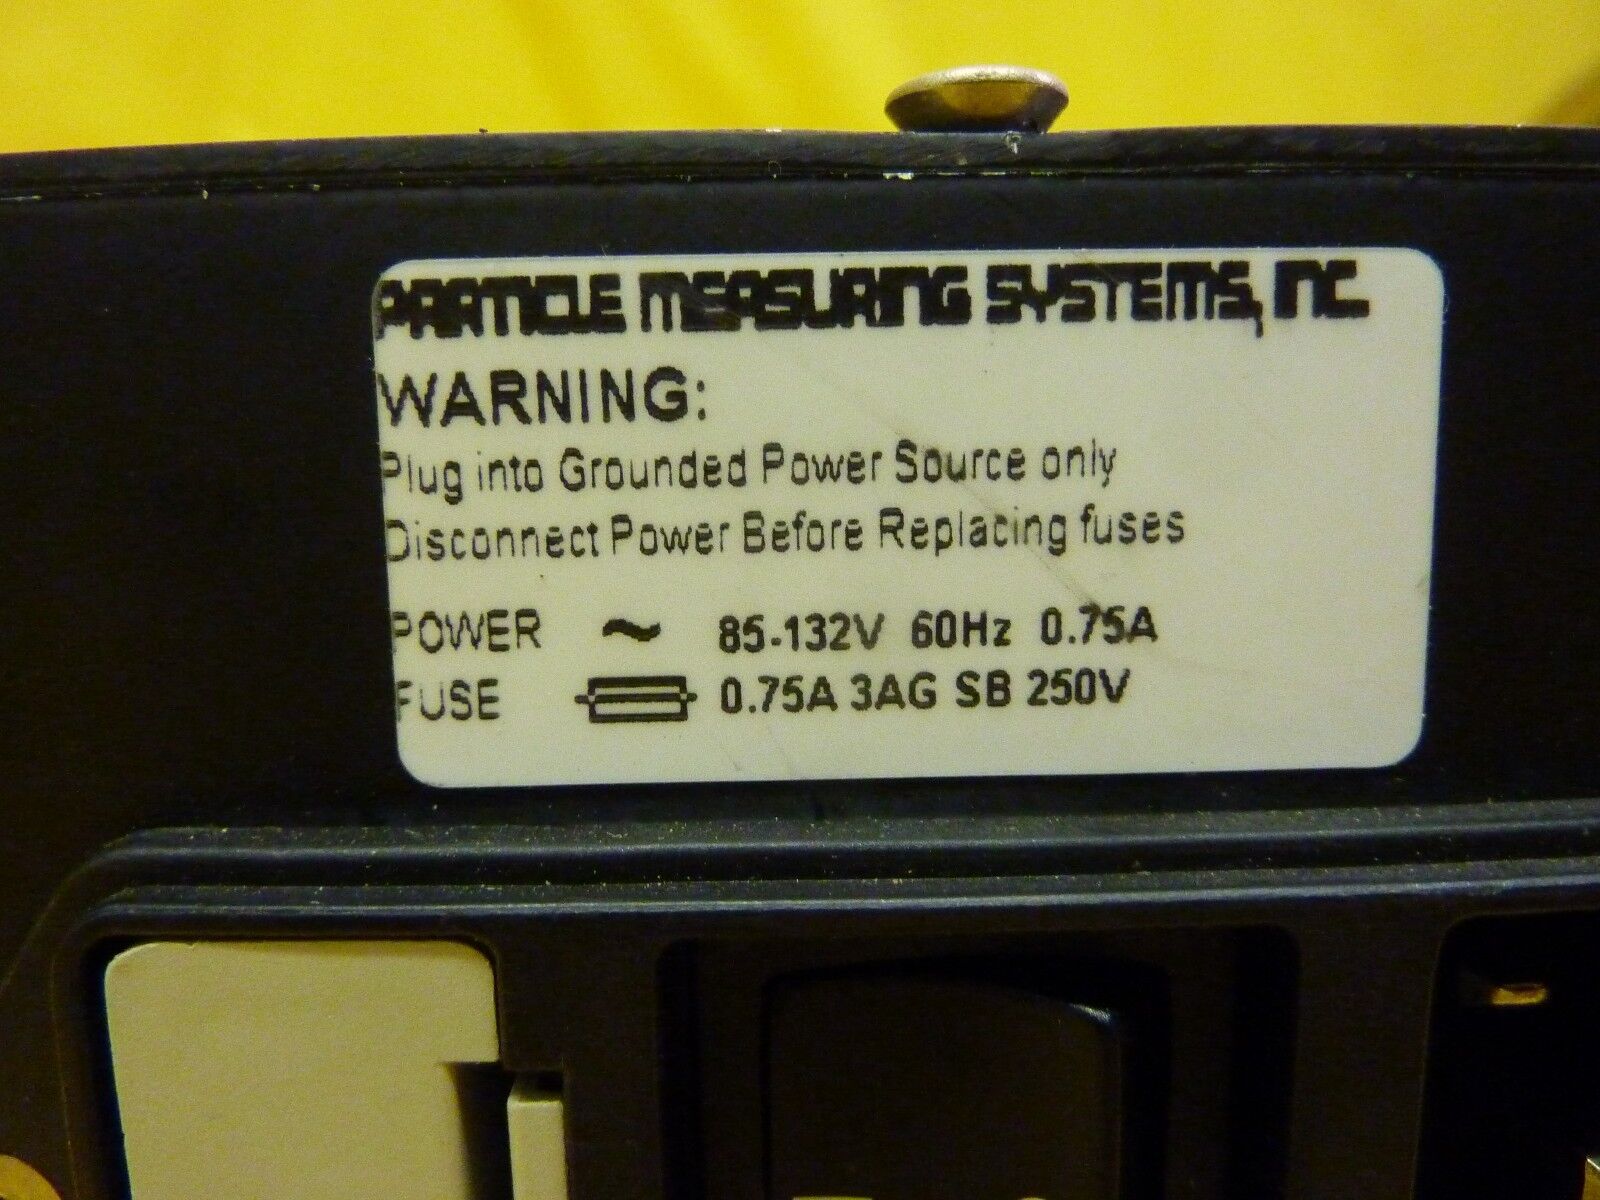 PARTICLE MEASURING SYSTEMS, INC.
WARNING:
Plug into Grounded Power Source only
Disconnect Power Before Replacing fuses
POWER ~ 85-132V 60Hz 0.75A
FUSE 0.75A 3AG SB 250V